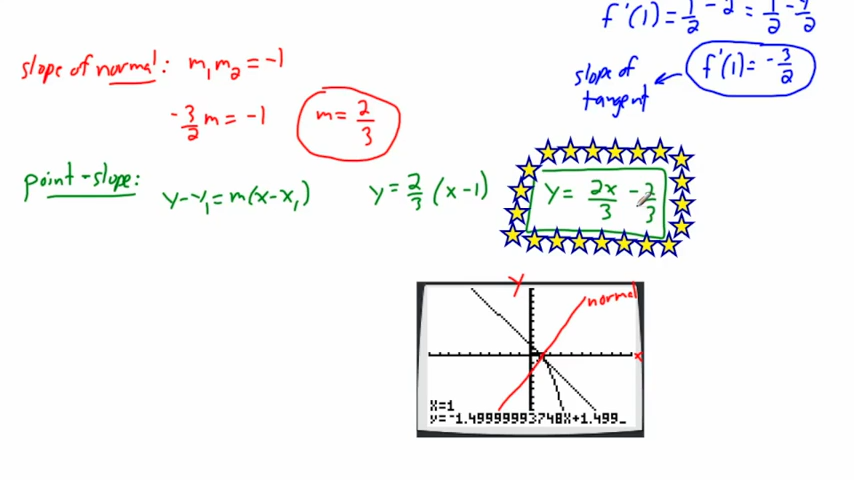 f'(1) = 1/2 - 2 = 1/2 - 4/2
slope of normal: m₁m₂ = -1
slope of tangent
f'(1) = -3/2
-3/2 m = -1
m = 2/3
point-slope:
y - y₁ = m(x - x₁)
y = 2/3 (x - 1)
y = 2x/3 - 2/3
y
normal
x
X=1
y=-1.49999993748X+1.499…